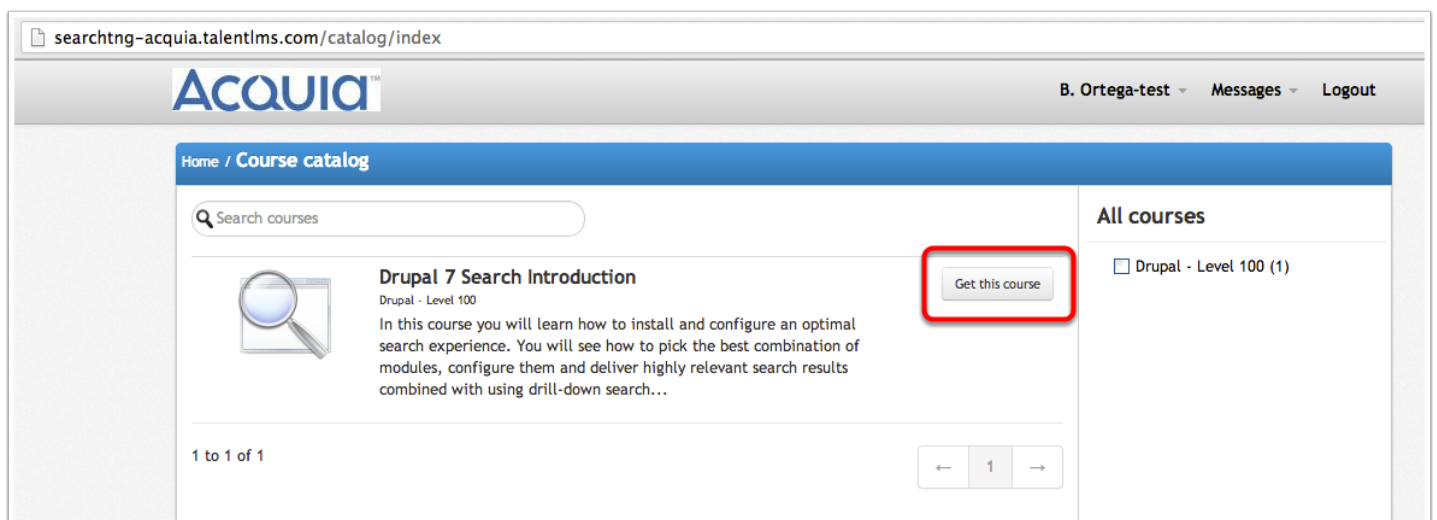 searchtng-acquia.talentlms.com/catalog/index
ACQUIA™
B. Ortega-test Messages Logout
Home / Course catalog
Search courses
All courses
Drupal 7 Search Introduction
Get this course
Drupal - Level 100 (1)
Drupal - Level 100
In this course you will learn how to install and configure an optimal
search experience. You will see how to pick the best combination of
modules, configure them and deliver highly relevant search results
combined with using drill-down search...
1 to 1 of 1
← 1 →